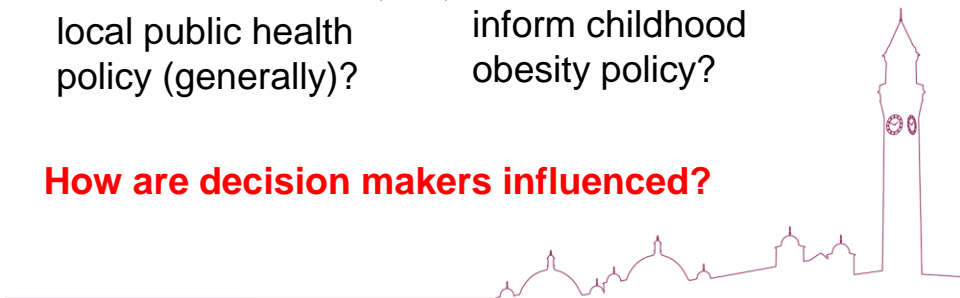 local public health
policy (generally)?
inform childhood
obesity policy?
How are decision makers influenced?